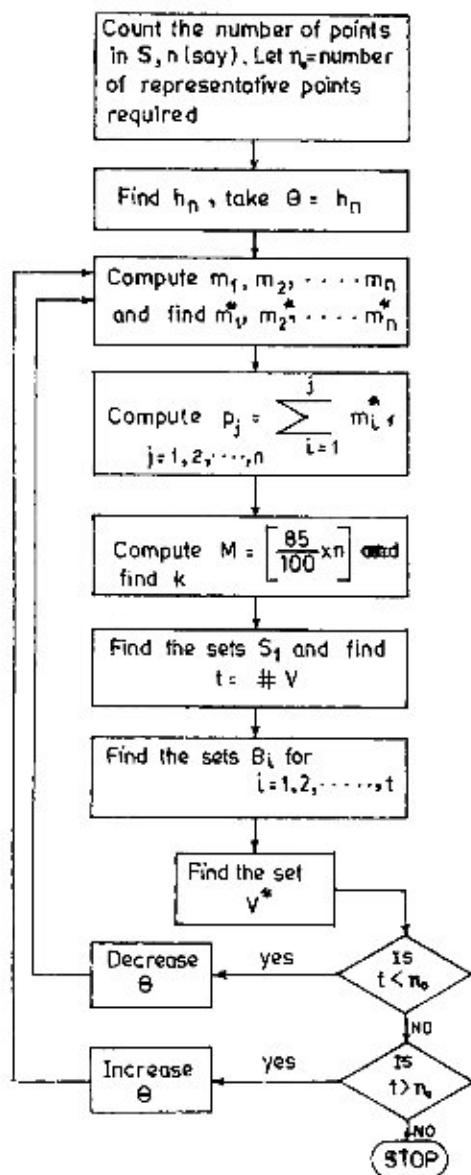 Count the number of points
in S, n (say). Let n₀ = number
of representative points
required
Find hₙ, take θ = hₙ
Compute m₁, m₂, ····· mₙ
and find m₁*, m₂*, ····· mₙ*
Compute pⱼ = ∑ᵢ₌₁ʲ mᵢ*,
j=1,2,·····,n
Compute M = [85/100 xn] and
find k
Find the sets S₁ and find
t = # V
Find the sets Bᵢ for
i=1,2,······,t
Find the set
V*
Is
t < n₀
yes
Decrease
θ
NO
Is
t > n₀
yes
Increase
θ
NO
STOP